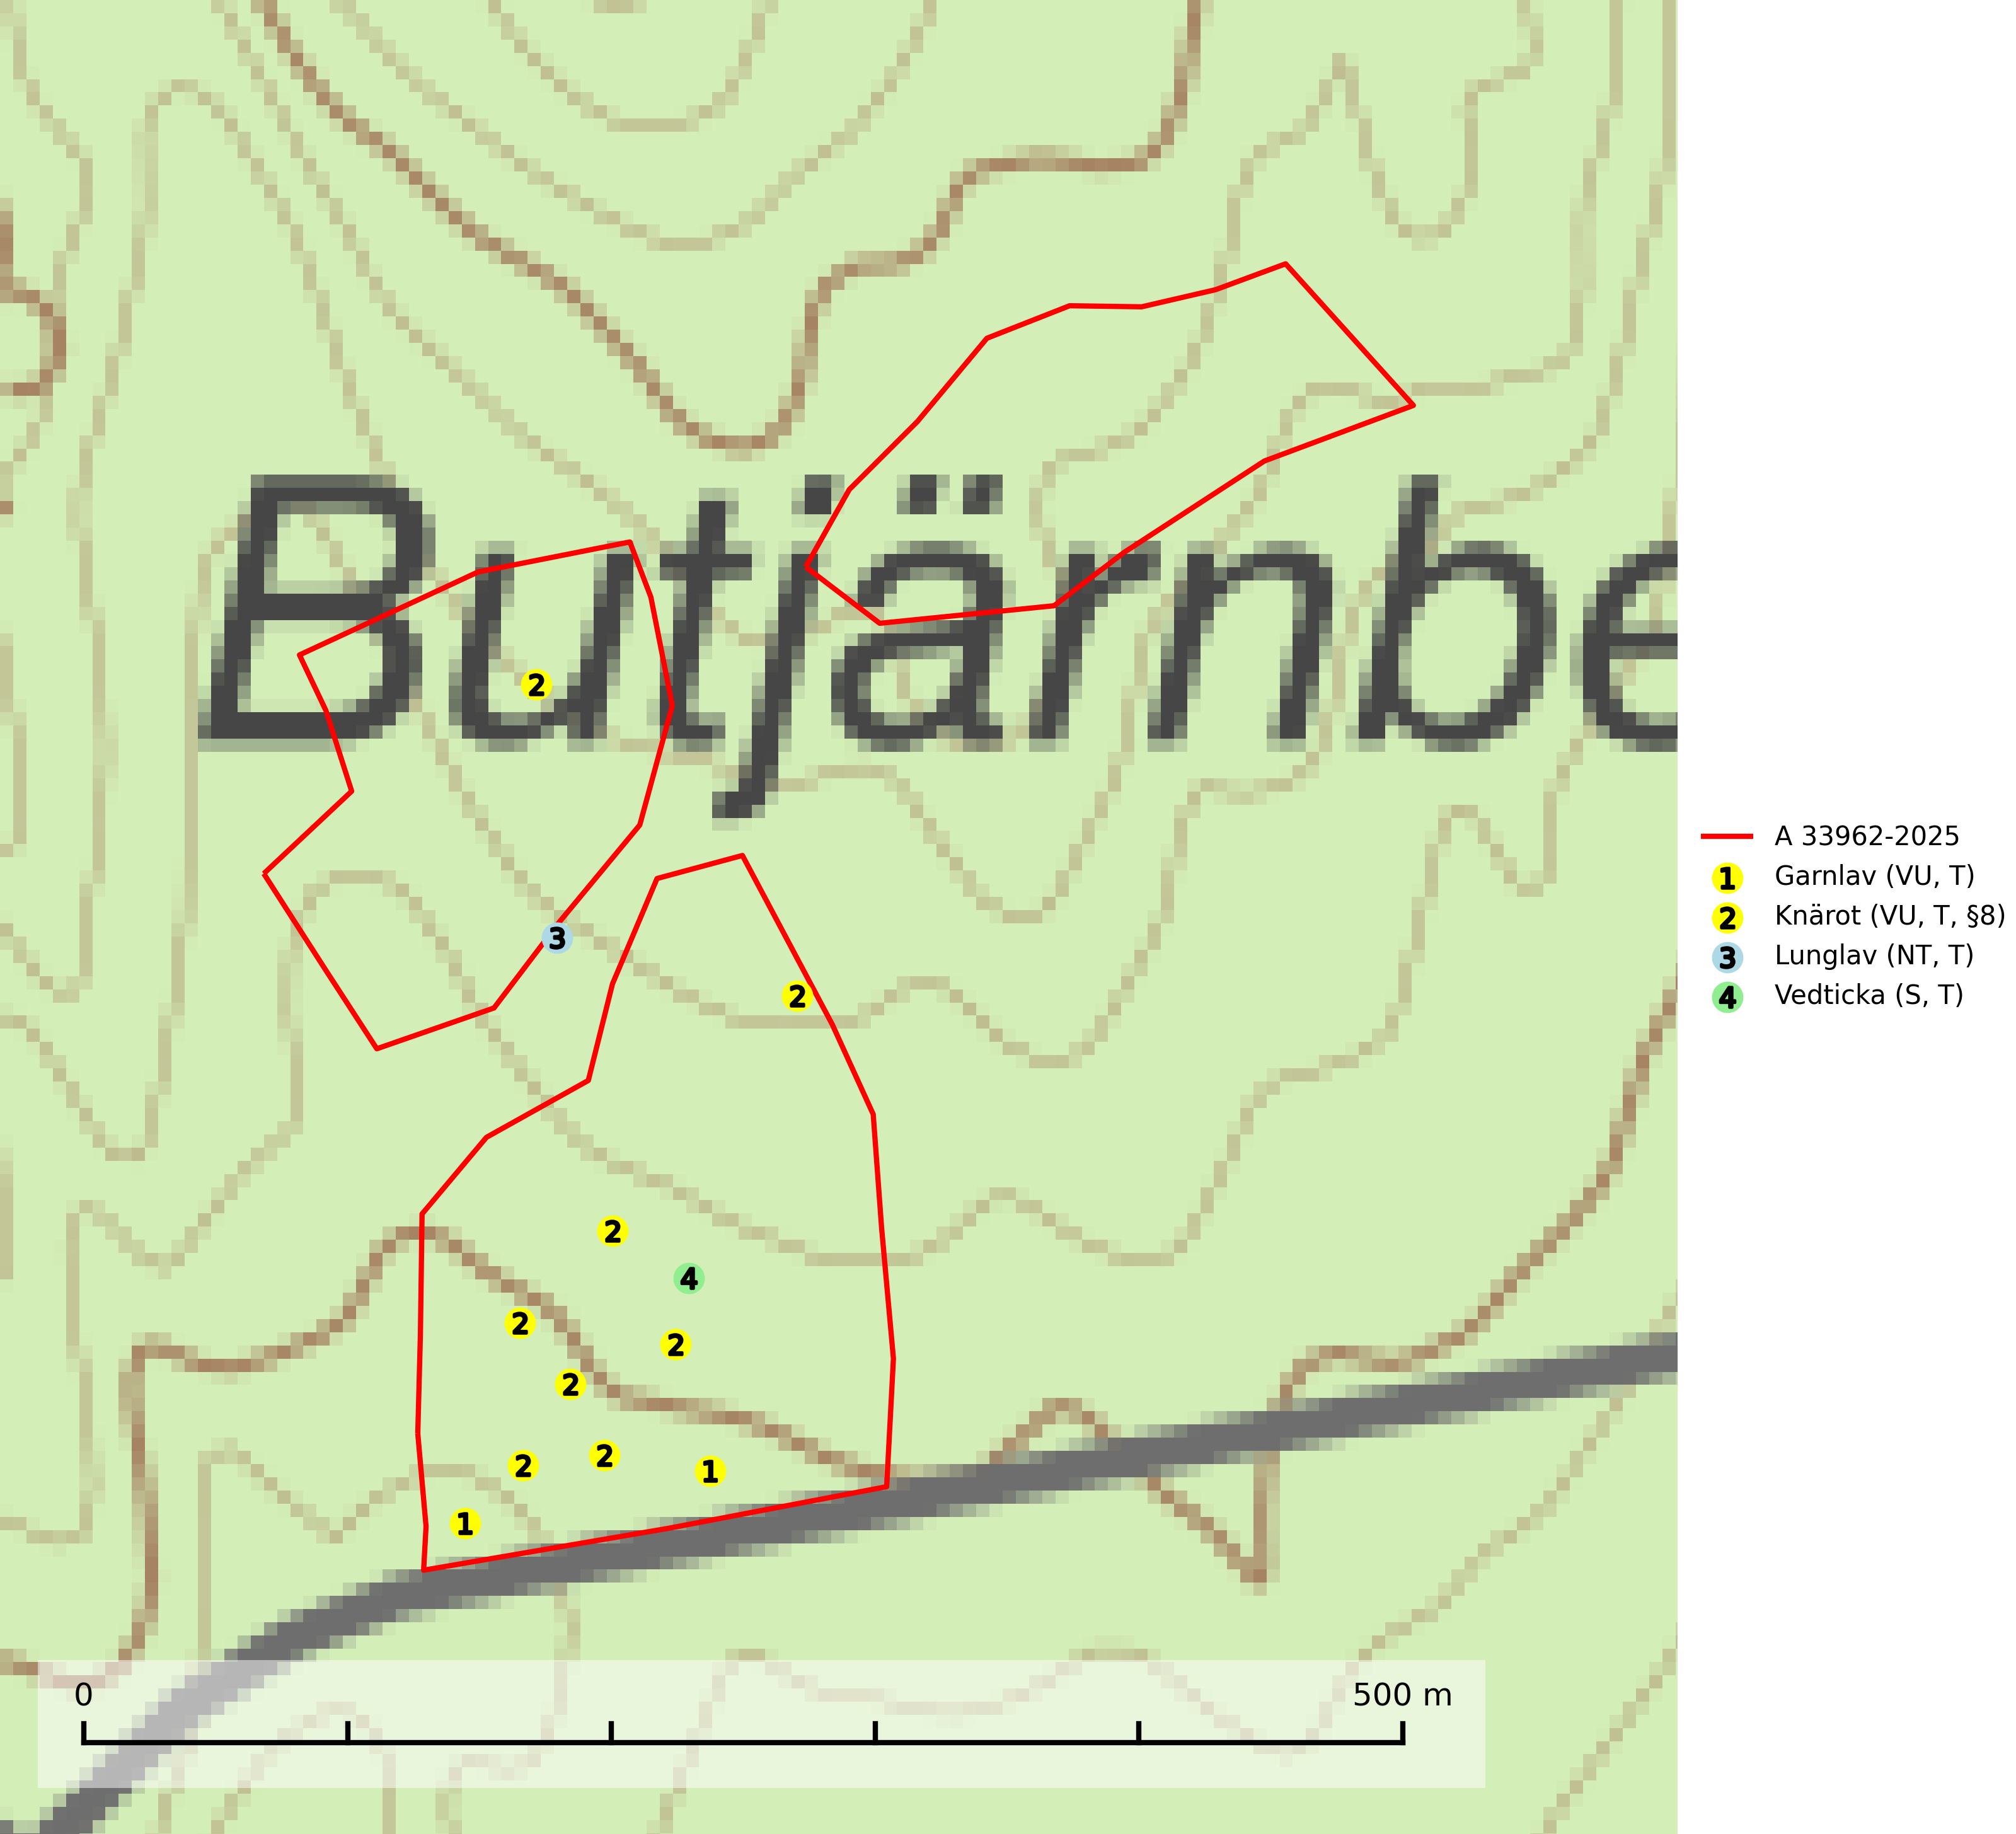 Butjärnbe
2
3
2
2
4
2
2
2
2
2
1
1
0 500 m
A 33962-2025
1 Garnlav (VU, T)
2 Knärot (VU, T, §8)
3 Lunglav (NT, T)
4 Vedticka (S, T)